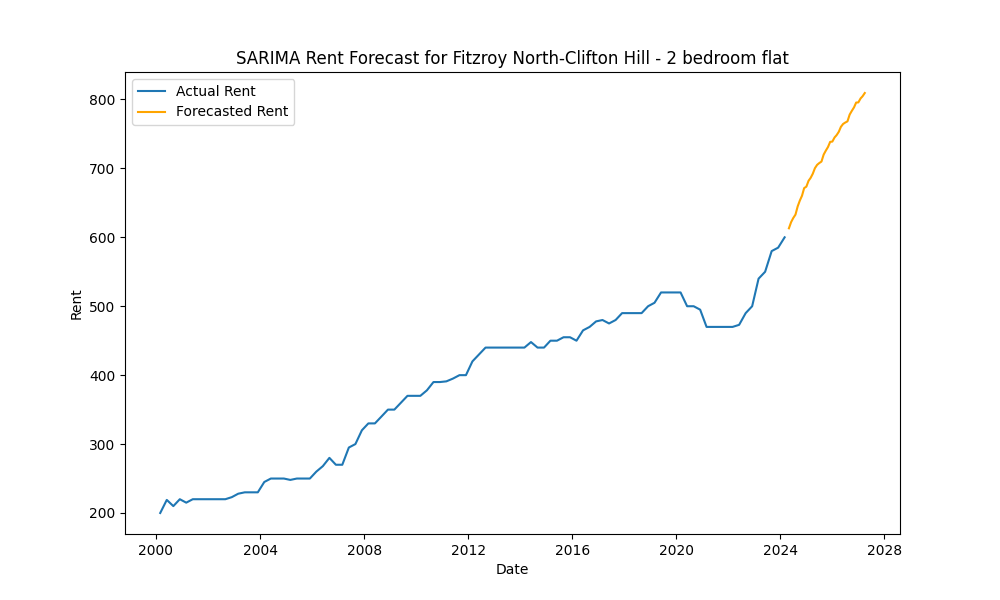 SARIMA Rent Forecast for Fitzroy North-Clifton Hill - 2 bedroom flat
Actual Rent
Forecasted Rent
800
700
600
500
400
300
200
Rent
2000 2004 2008 2012 2016 2020 2024 2028
Date